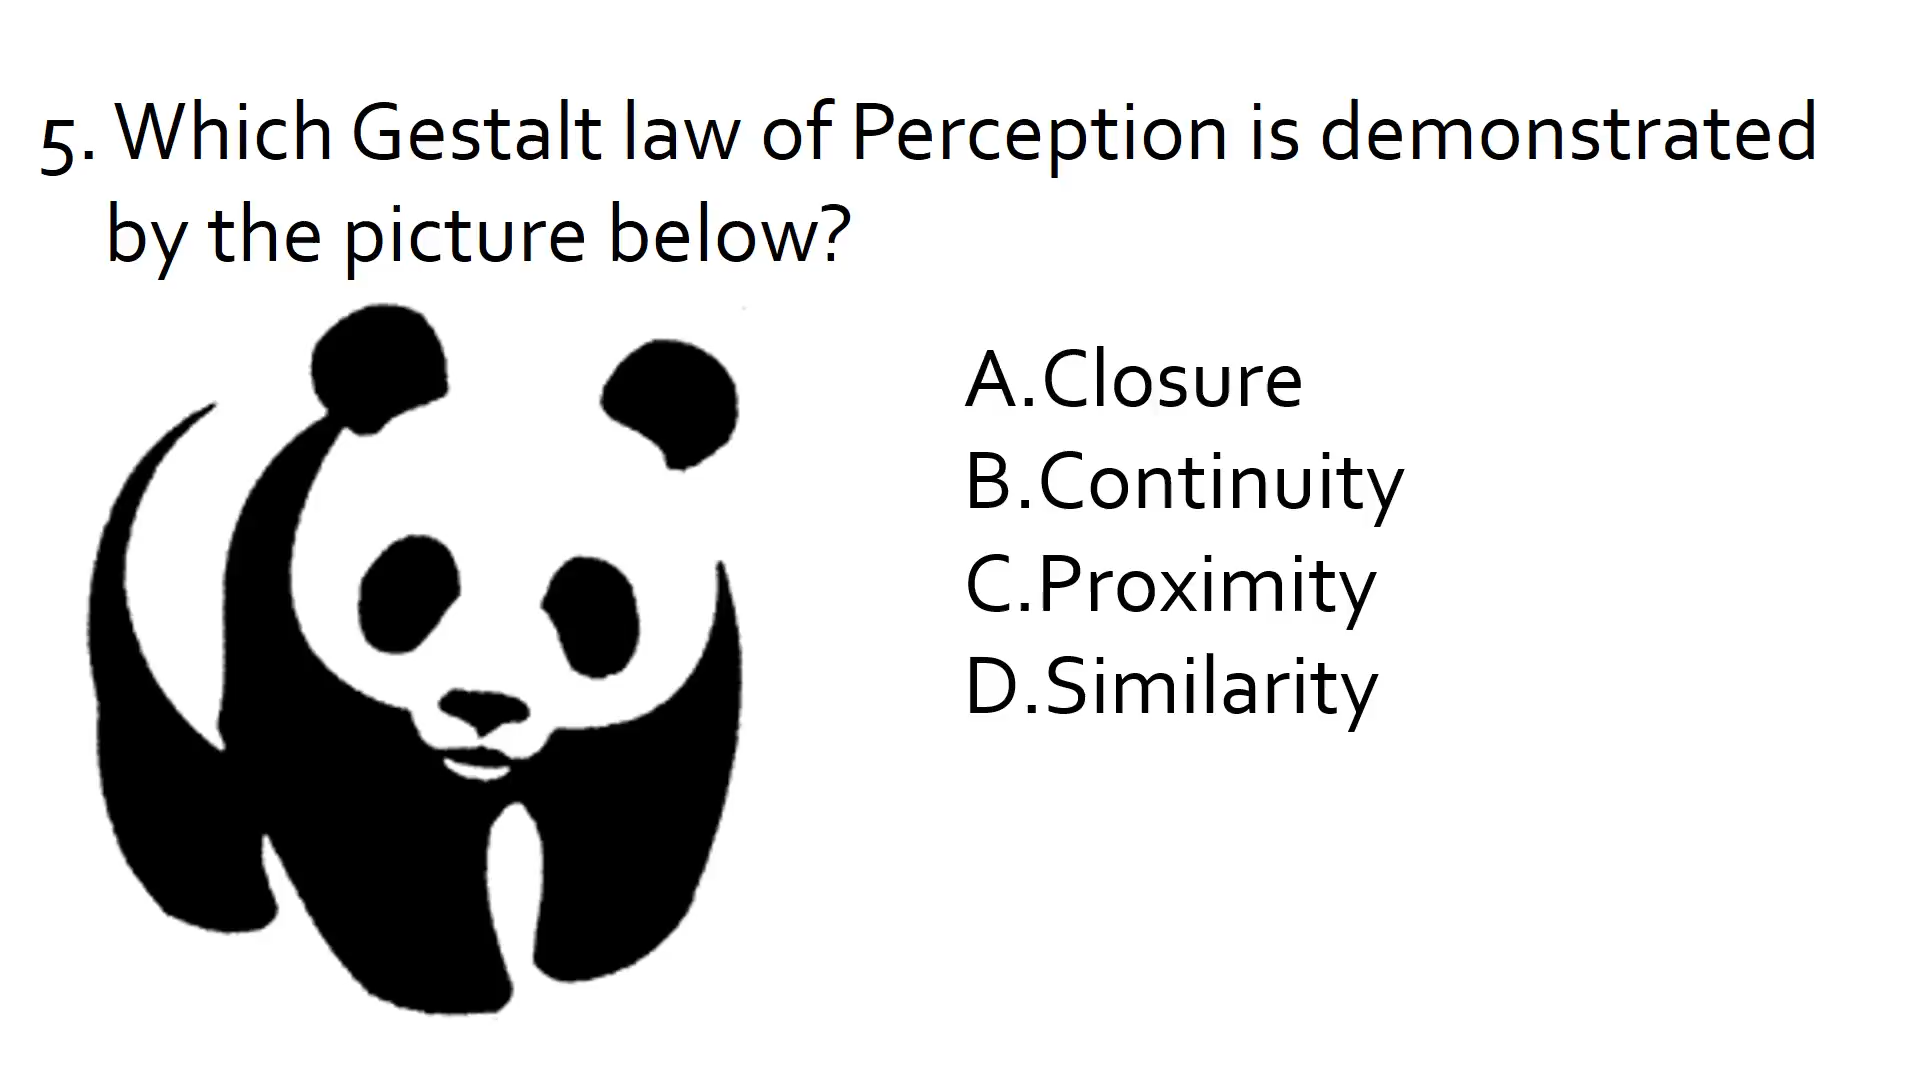 5. Which Gestalt law of Perception is demonstrated
by the picture below?
A.Closure
B.Continuity
C.Proximity
D.Similarity